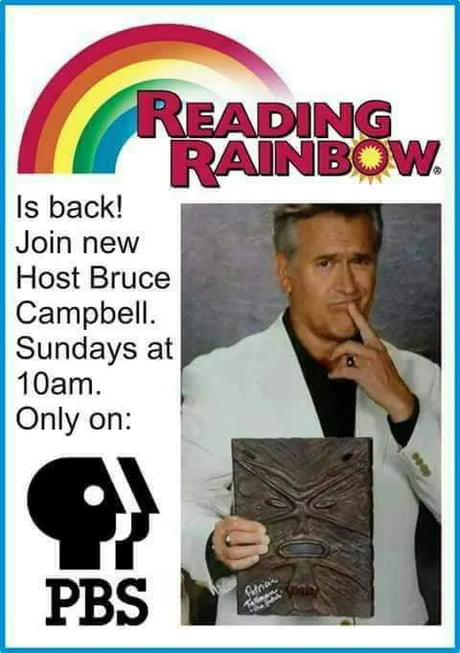 READING
RAINBOW®
Is back!
Join new
Host Bruce
Campbell.
Sundays at
10am.
Only on:
PBS